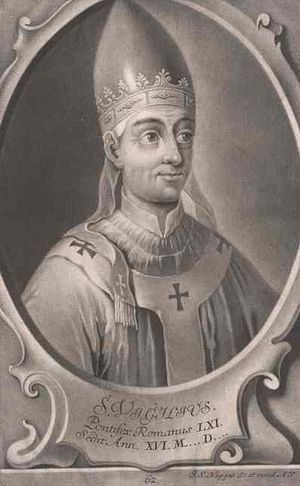 S. VIGILIUS.
Pontifex Romanus LXI.
Sedit Ann. XVI. M.... D....
62.